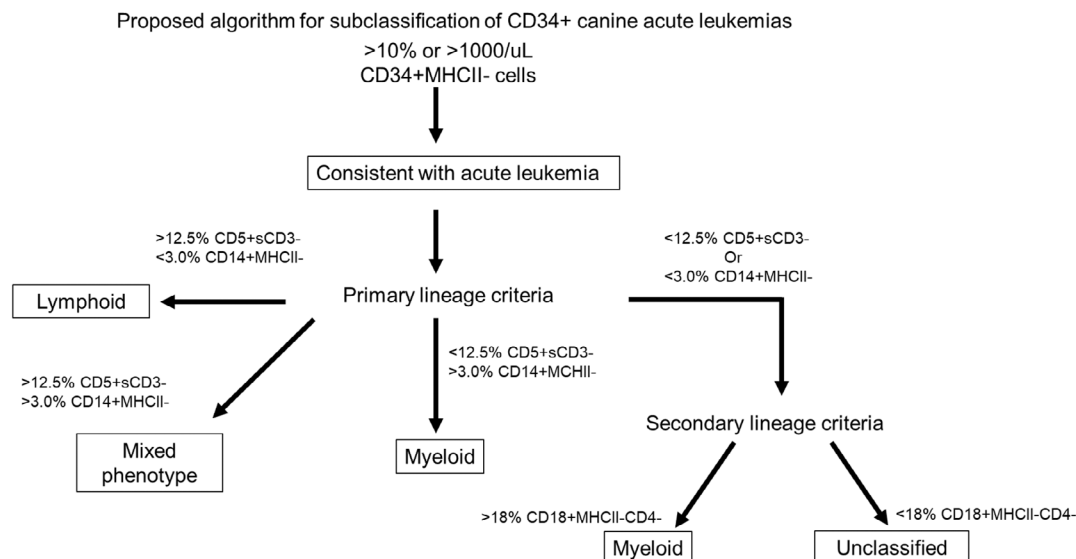 Proposed algorithm for subclassification of CD34+ canine acute leukemias
>10% or >1000/uL
CD34+MHCII- cells
Consistent with acute leukemia
>12.5% CD5+sCD3-
<3.0% CD14+MHCII-
<12.5% CD5+sCD3-
Or
<3.0% CD14+MHCII-
Lymphoid
Primary lineage criteria
>12.5% CD5+sCD3-
>3.0% CD14+MHCII-
<12.5% CD5+sCD3-
>3.0% CD14+MCHII-
Mixed
phenotype
Myeloid
Secondary lineage criteria
>18% CD18+MHCII-CD4-
<18% CD18+MHCII-CD4-
Myeloid
Unclassified